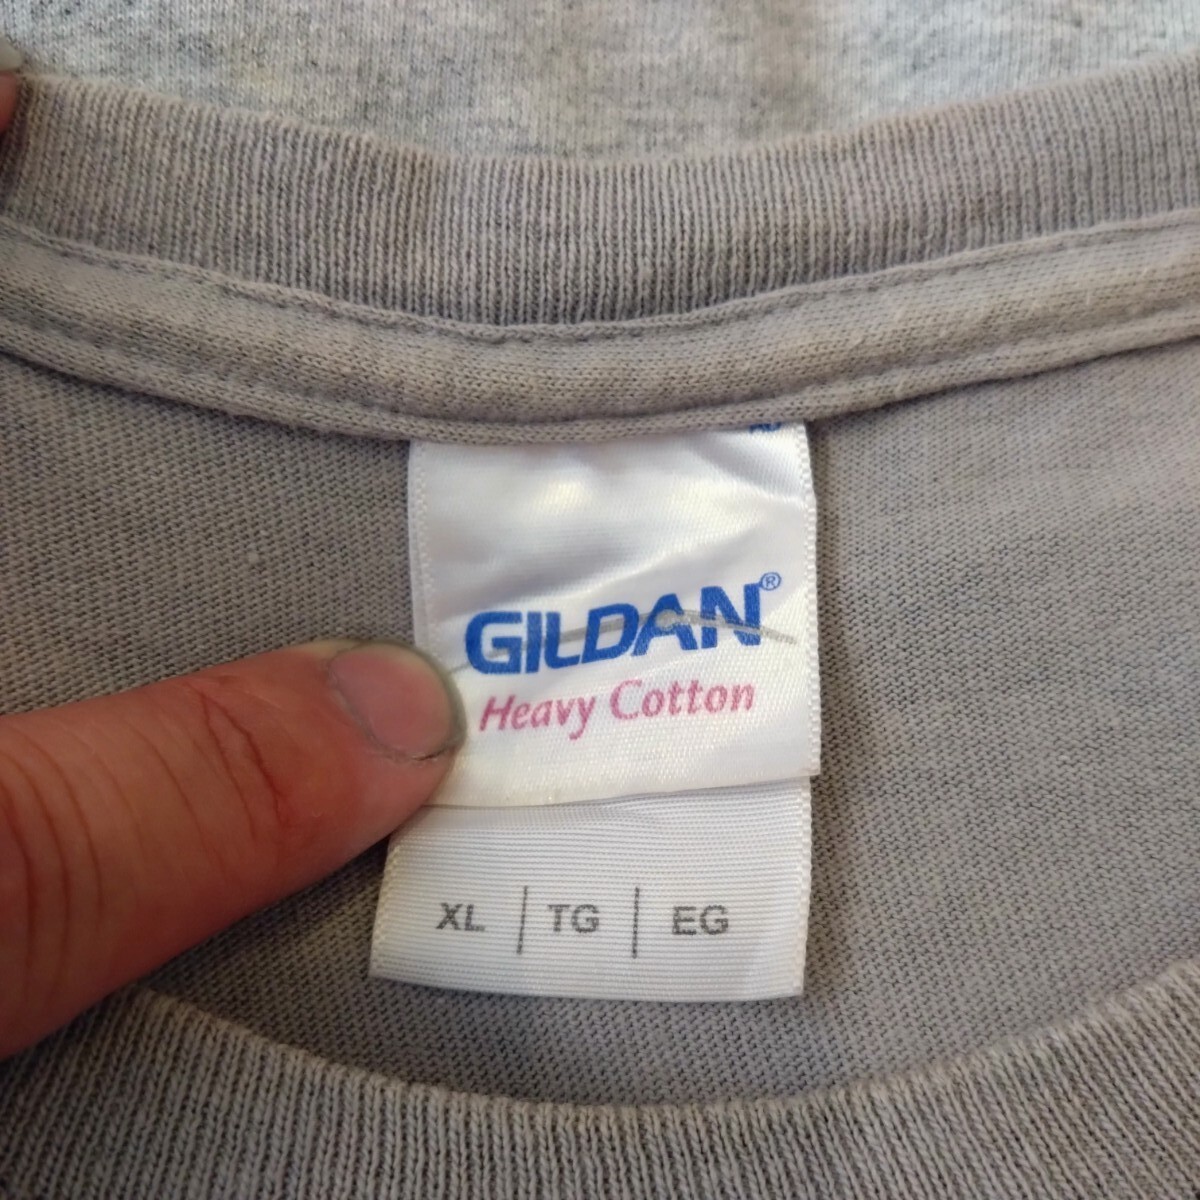 GILDAN®
Heavy Cotton
XL | TG | EG